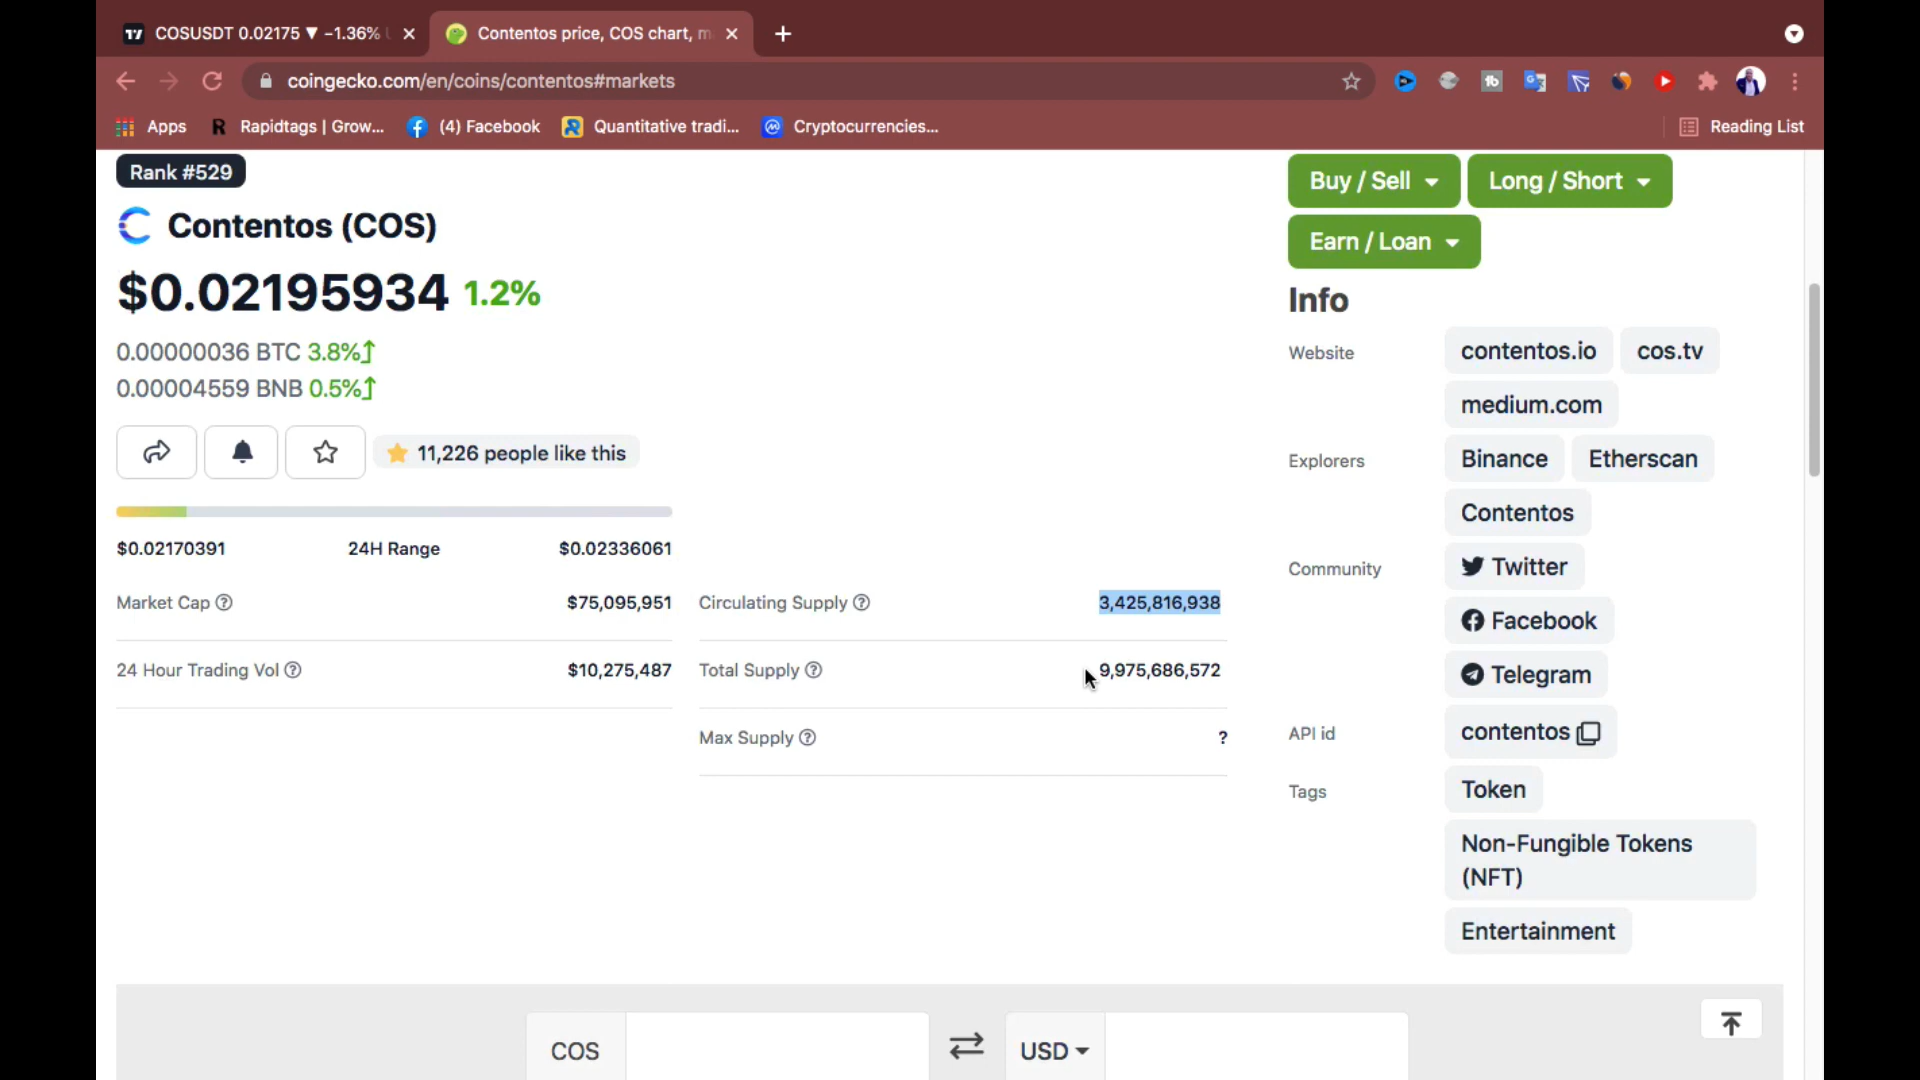 COSUSDT 0.02175 ▼ −1.36%
Contentos price, COS chart, m
coingecko.com/en/coins/contentos#markets
Apps
Rapidtags | Grow...
(4) Facebook
Quantitative tradi...
Cryptocurrencies...
Reading List
Rank #529
Contentos (COS)
$0.02195934 1.2%
0.00000036 BTC 3.8%
0.00004559 BNB 0.5%
11,226 people like this
$0.02170391 24H Range $0.02336061
Market Cap $75,095,951
24 Hour Trading Vol $10,275,487
Circulating Supply 3,425,816,938
Total Supply 9,975,686,572
Max Supply ?
Buy / Sell
Long / Short
Earn / Loan
Info
Website contentos.io cos.tv
medium.com
Explorers Binance Etherscan
Contentos
Community Twitter
Facebook
Telegram
API id contentos
Tags Token
Non-Fungible Tokens
(NFT)
Entertainment
COS
USD